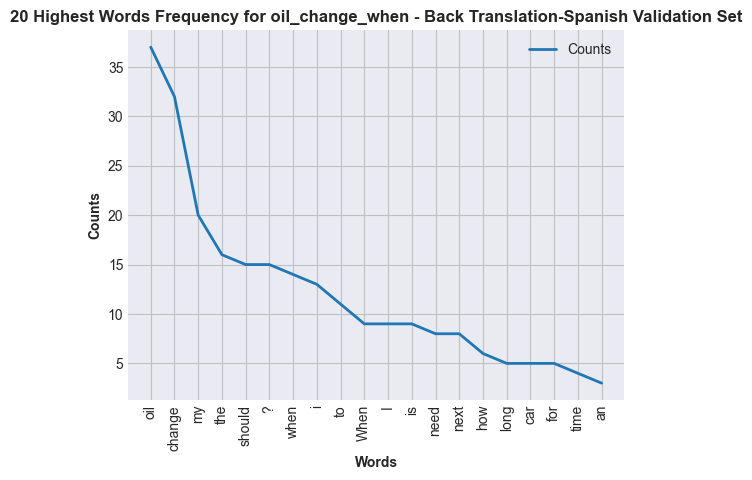 20 Highest Words Frequency for oil_change_when - Back Translation-Spanish Validation Set
Counts
35
30
25
20
15
10
5
Counts
oil
change
my
the
should
?
when
i
to
When
I
is
need
next
how
long
car
for
time
an
Words